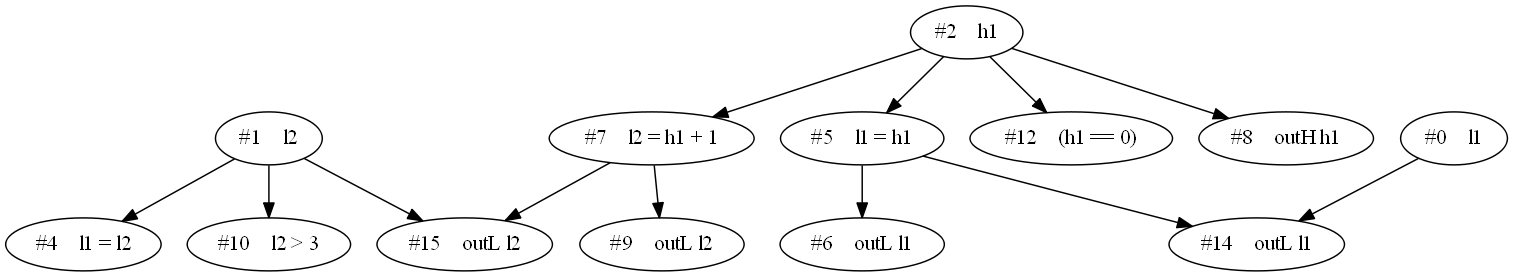 #2 h1
#1 l2
#7 l2 = h1 + 1
#5 l1 = h1
#12 (h1 == 0)
#8 outH h1
#0 l1
#4 l1 = l2
#10 l2 > 3
#15 outL l2
#9 outL l2
#6 outL l1
#14 outL l1